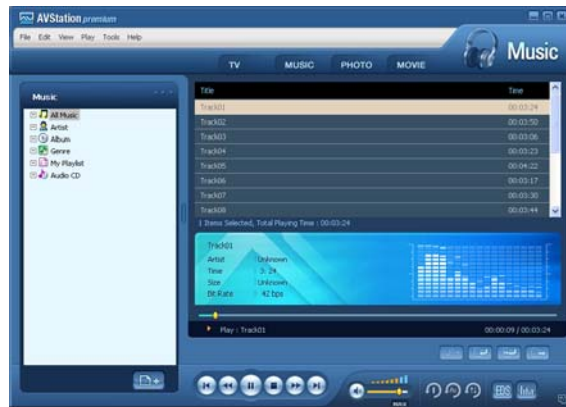 AVStation premium
File Edit View Play Tools Help
Music
TV MUSIC PHOTO MOVIE
Music
All Music
Artist
Album
Genre
My Playlist
Audio CD
Title Time
Track01 00:03:24
Track02 00:03:50
Track03 00:03:06
Track04 00:03:23
Track05 00:04:22
Track06 00:03:17
Track07 00:03:30
Track08 00:03:44
1 Items Selected, Total Playing Time : 00:03:24
Track01
Artist : Unknown
Time : 3: 24
Size : Unknown
Bit Rate : 42 bps
Play : Track01 00:00:09 / 00:03:24
EDS